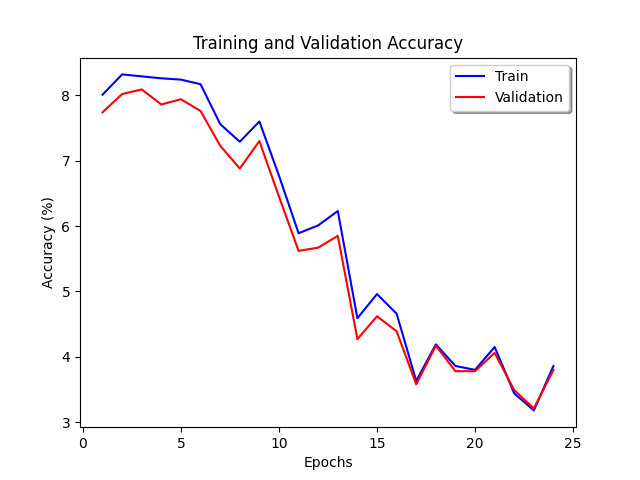 Training and Validation Accuracy
Train
Validation
Accuracy (%)
8
7
6
5
4
3
0 5 10 15 20 25
Epochs